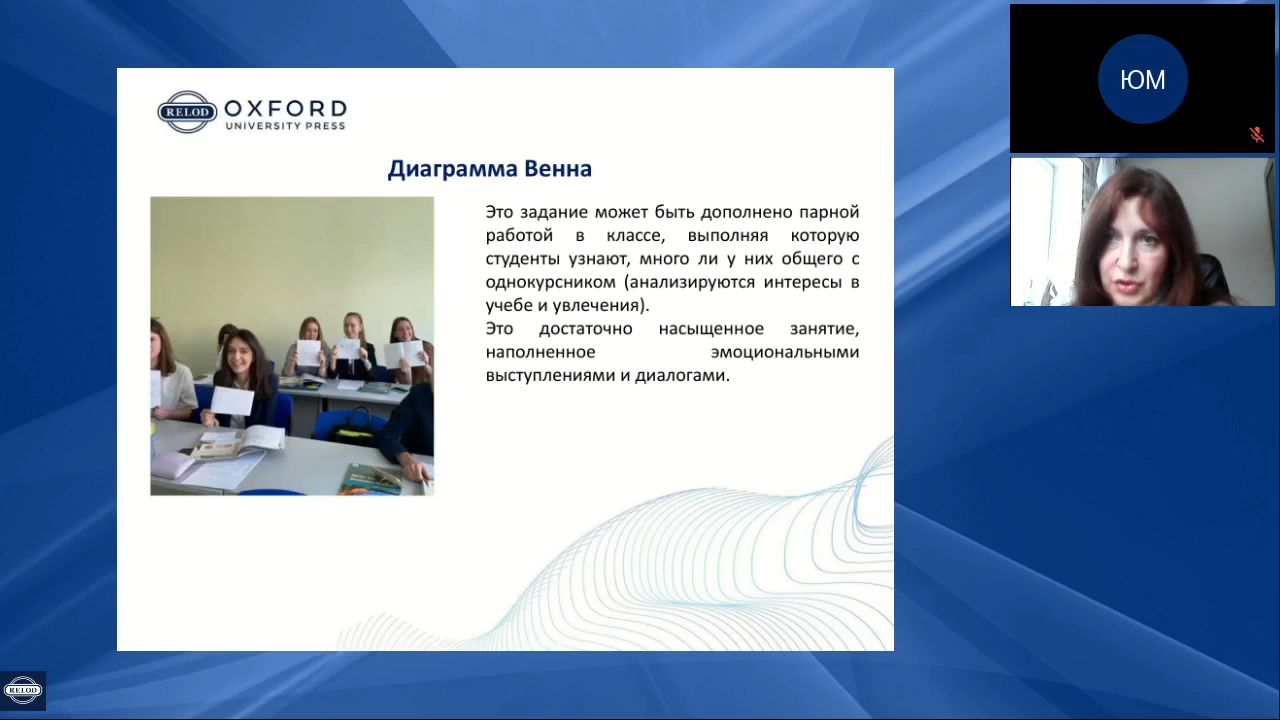 RELOD
OXFORD
UNIVERSITY PRESS
Диаграмма Венна
Это задание может быть дополнено парной
работой в классе, выполняя которую
студенты узнают, много ли у них общего с
однокурсником (анализируются интересы в
учебе и увлечения).
Это достаточно насыщенное занятие,
наполненное эмоциональными
выступлениями и диалогами.
ЮМ
RELOD